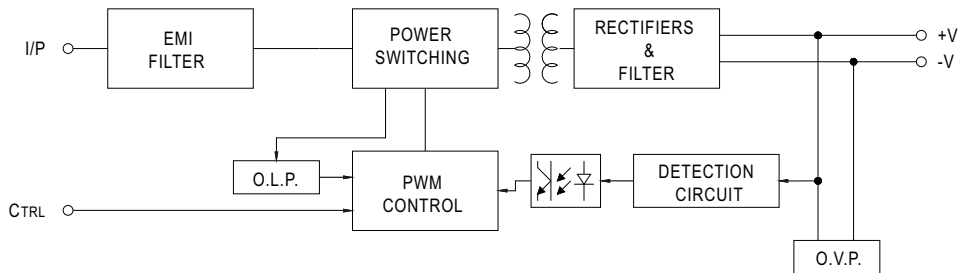 I/P
EMI
FILTER
POWER
SWITCHING
RECTIFIERS
&
FILTER
+V
-V
O.L.P.
PWM
CONTROL
DETECTION
CIRCUIT
CTRL
O.V.P.